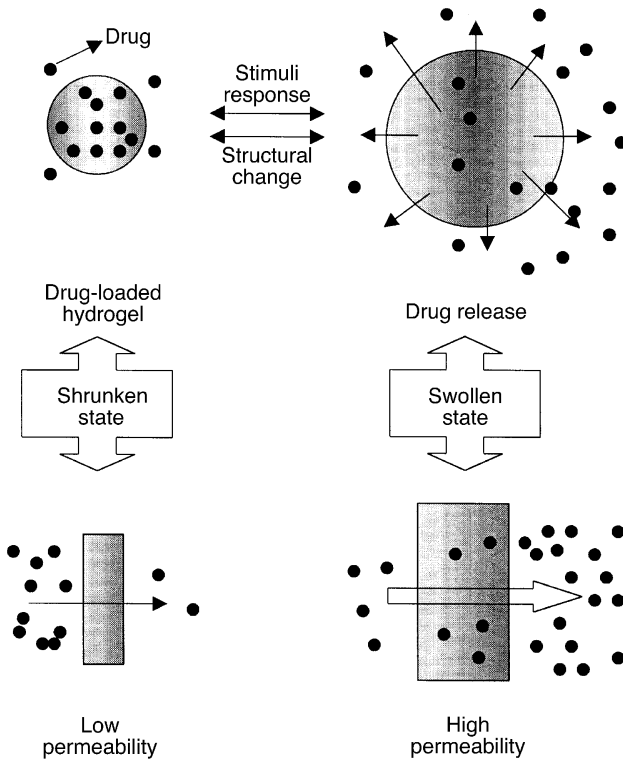 Drug
Stimuli
response
Structural
change
Drug-loaded
hydrogel
Drug release
Shrunken
state
Swollen
state
Low
permeability
High
permeability